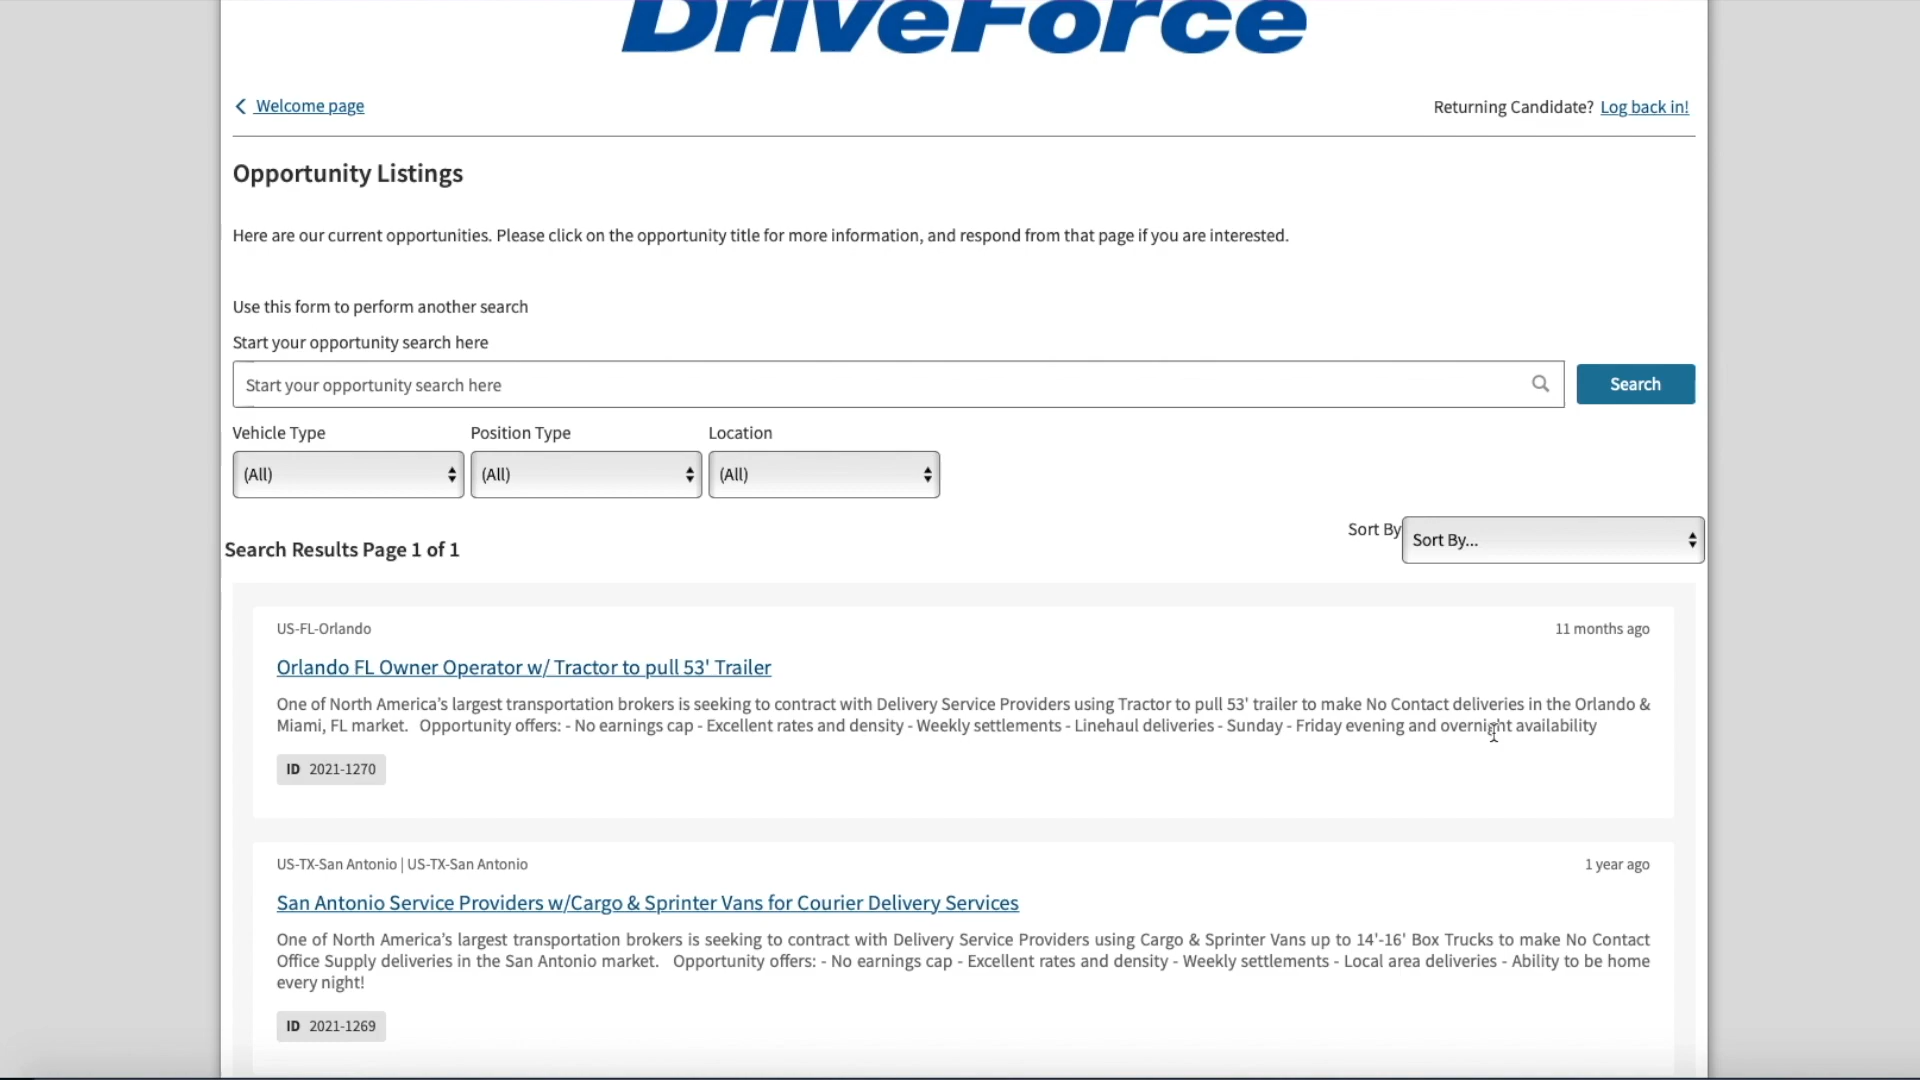 DriveForce
Welcome page
Returning Candidate? Log back in!
Opportunity Listings
Here are our current opportunities. Please click on the opportunity title for more information, and respond from that page if you are interested.
Use this form to perform another search
Start your opportunity search here
Start your opportunity search here
Search
Vehicle Type Position Type Location
(All) (All) (All)
Sort By Sort By...
Search Results Page 1 of 1
US-FL-Orlando 11 months ago
Orlando FL Owner Operator w/ Tractor to pull 53' Trailer
One of North America’s largest transportation brokers is seeking to contract with Delivery Service Providers using Tractor to pull 53' trailer to make No Contact deliveries in the Orlando &
Miami, FL market. Opportunity offers: - No earnings cap - Excellent rates and density - Weekly settlements - Linehaul deliveries - Sunday - Friday evening and overnight availability
ID 2021-1270
US-TX-San Antonio | US-TX-San Antonio 1 year ago
San Antonio Service Providers w/Cargo & Sprinter Vans for Courier Delivery Services
One of North America’s largest transportation brokers is seeking to contract with Delivery Service Providers using Cargo & Sprinter Vans up to 14'-16' Box Trucks to make No Contact
Office Supply deliveries in the San Antonio market. Opportunity offers: - No earnings cap - Excellent rates and density - Weekly settlements - Local area deliveries - Ability to be home
every night!
ID 2021-1269